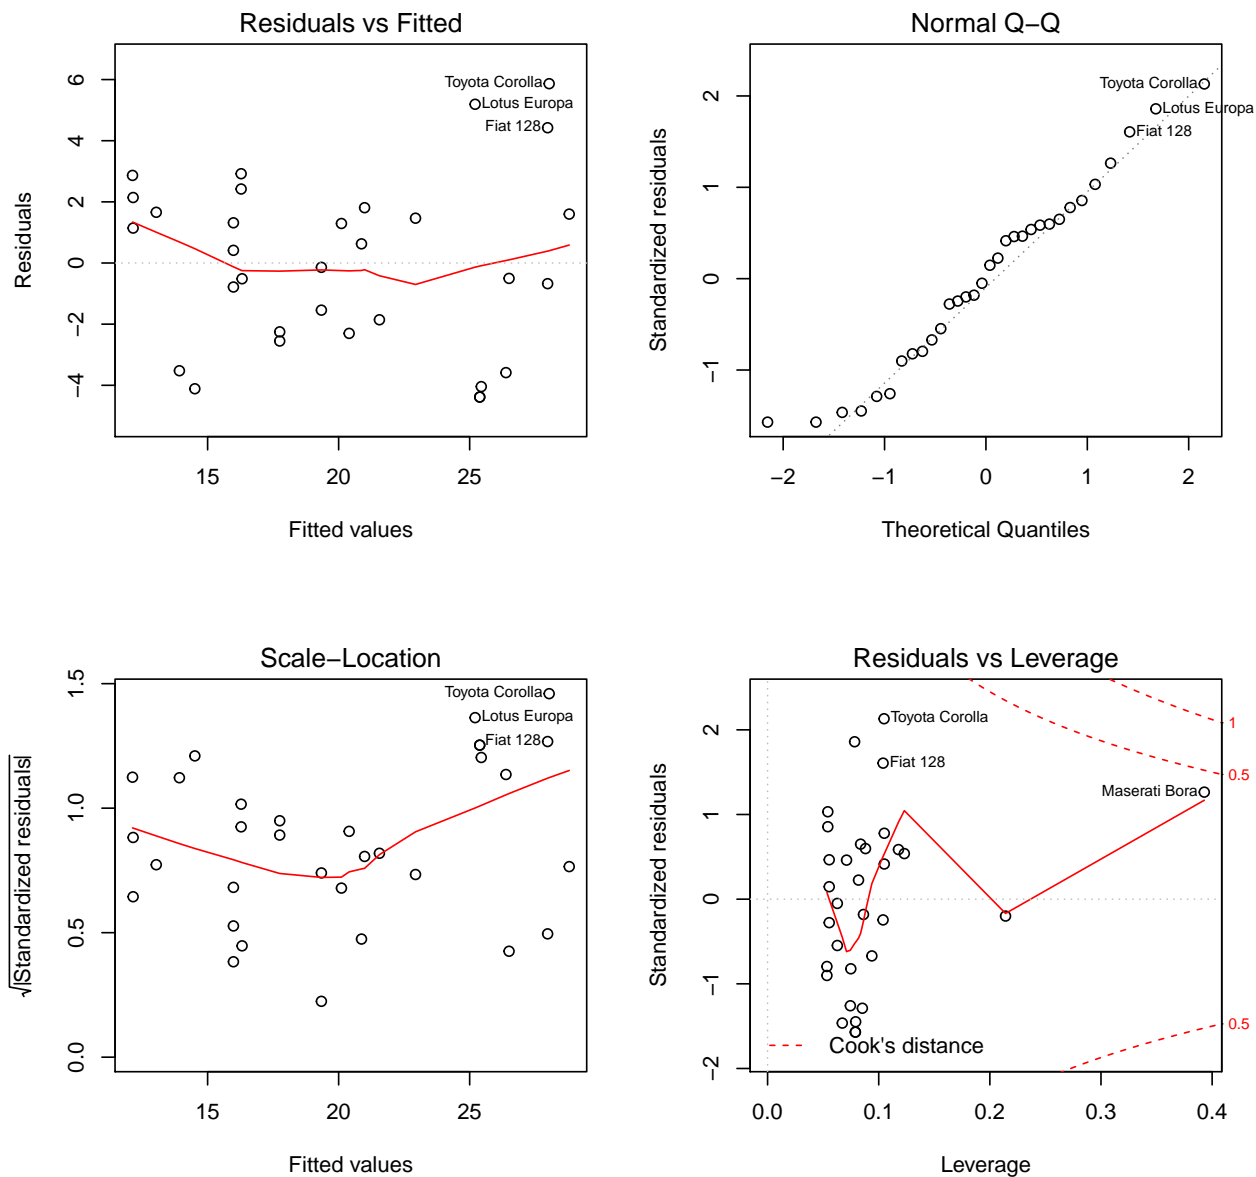 Residuals vs Fitted
6
4
2
0
−2
−4
Residuals
Toyota Corolla
Lotus Europa
Fiat 128
15 20 25
Fitted values
Normal Q−Q
2
1
0
−1
Standardized residuals
Toyota Corolla
Lotus Europa
Fiat 128
−2 −1 0 1 2
Theoretical Quantiles
Scale−Location
1.5
1.0
0.5
0.0
√|Standardized residuals|
Toyota Corolla
Lotus Europa
Fiat 128
15 20 25
Fitted values
Residuals vs Leverage
2
1
0
−1
−2
Standardized residuals
Toyota Corolla
Fiat 128
Maserati Bora
1
0.5
0.5
Cook's distance
0.0 0.1 0.2 0.3 0.4
Leverage